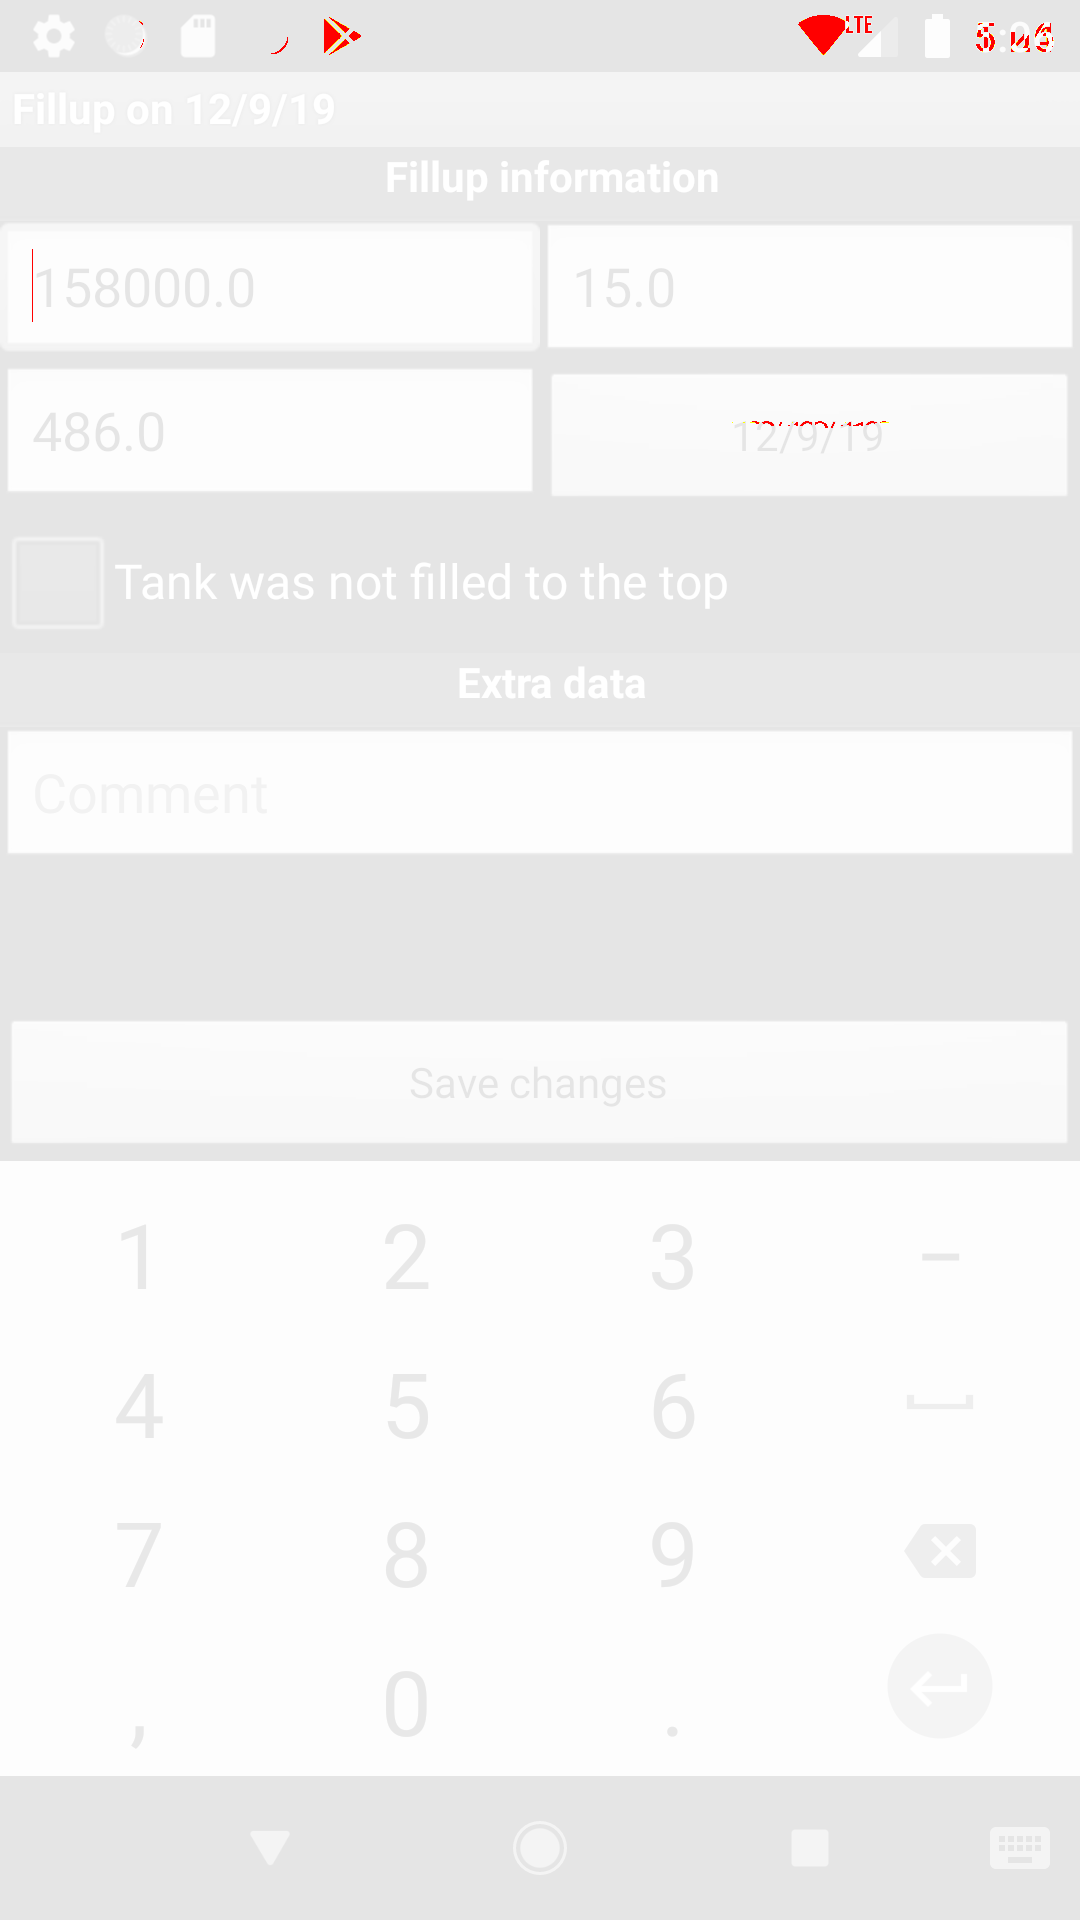 LTE
Fillup on 12/9/19
Fillup information
158000.0 15.0
486.0 12/9/19
Tank was not filled to the top
Extra data
Comment
Save changes
1 2 3 –
4 5 6
7 8 9
, 0 .